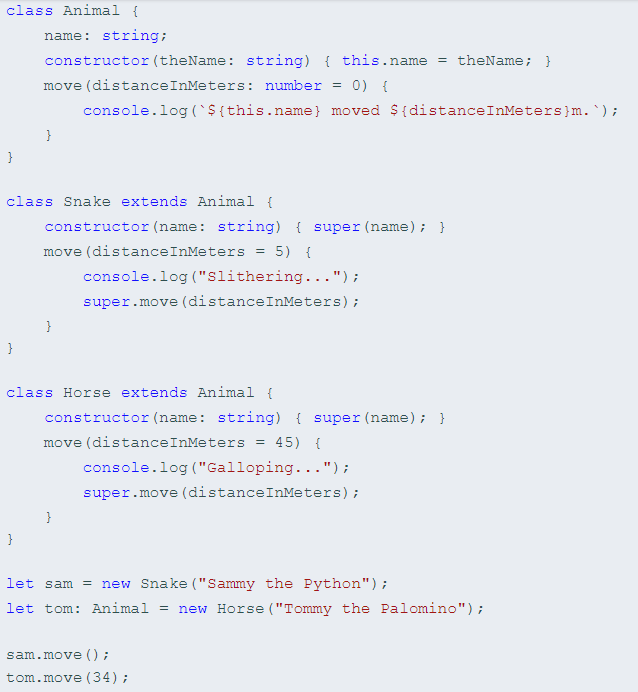 class Animal {
    name: string;
    constructor(theName: string) { this.name = theName; }
    move(distanceInMeters: number = 0) {
        console.log(`${this.name} moved ${distanceInMeters}m.`);
    }
}

class Snake extends Animal {
    constructor(name: string) { super(name); }
    move(distanceInMeters = 5) {
        console.log("Slithering...");
        super.move(distanceInMeters);
    }
}

class Horse extends Animal {
    constructor(name: string) { super(name); }
    move(distanceInMeters = 45) {
        console.log("Galloping...");
        super.move(distanceInMeters);
    }
}

let sam = new Snake("Sammy the Python");
let tom: Animal = new Horse("Tommy the Palomino");

sam.move();
tom.move(34);